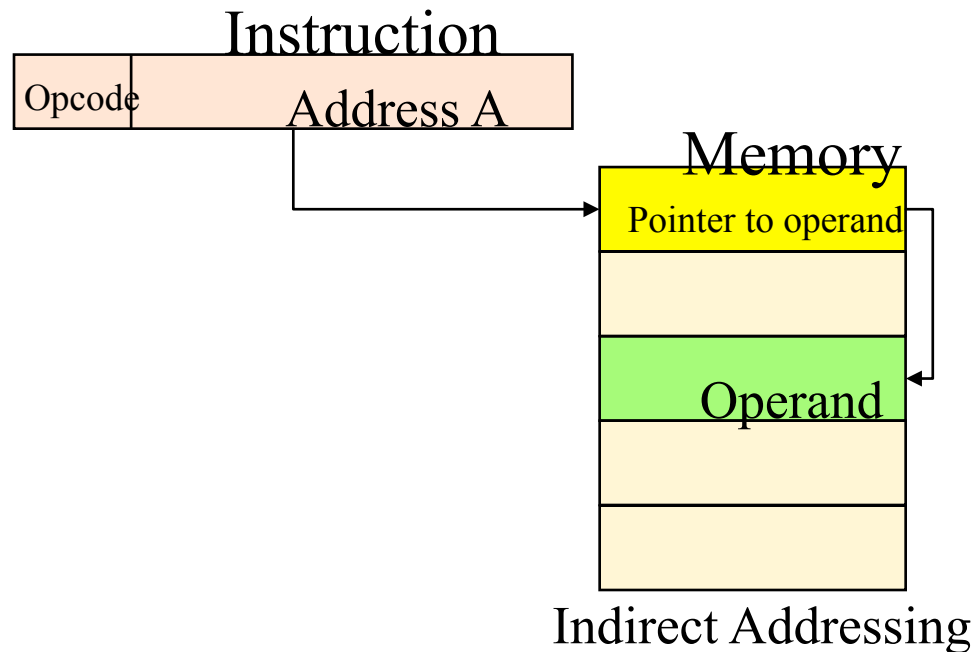 Instruction
Opcode
Address A
Memory
Pointer to operand
Operand
Indirect Addressing